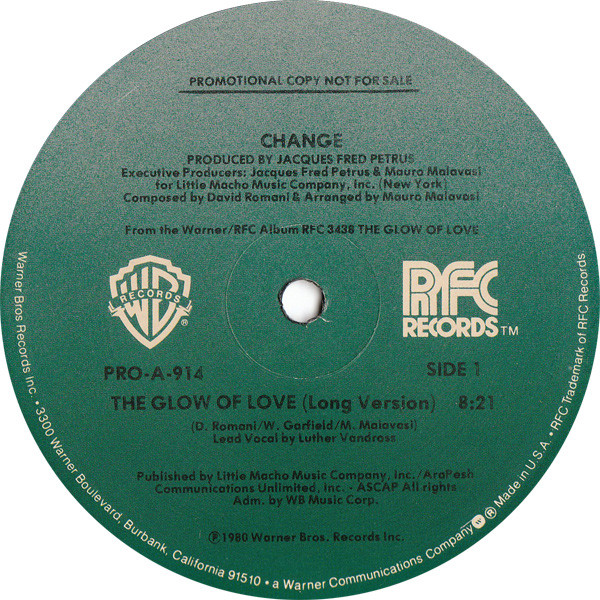 PROMOTIONAL COPY NOT FOR SALE
CHANGE
PRODUCED BY JACQUES FRED PETRUS
Executive Producers: Jacques Fred Petrus & Mauro Malavasi
for Little Macho Music Company, Inc. (New York)
Composed by David Romani & Arranged by Mauro Malavasi
From the Warner/RFC Album RFC 3438 THE GLOW OF LOVE
WB RECORDS ®
RFC
RECORDS TM
PRO-A-914
SIDE 1
THE GLOW OF LOVE (Long Version) 8:21
(D. Romani/W. Garfield/M. Malavasi)
Lead Vocal by Luther Vandross
Published by Little Macho Music Company, Inc./AraPesh
Communications Unlimited, Inc. - ASCAP All rights
Adm. by WB Music Corp.
℗1980 Warner Bros. Records Inc.
Warner Bros Records Inc. • 3300 Warner Boulevard, Burbank, California 91510 • a Warner Communications Company W ® Made in U.S.A. • RFC Trademark of RFC Records